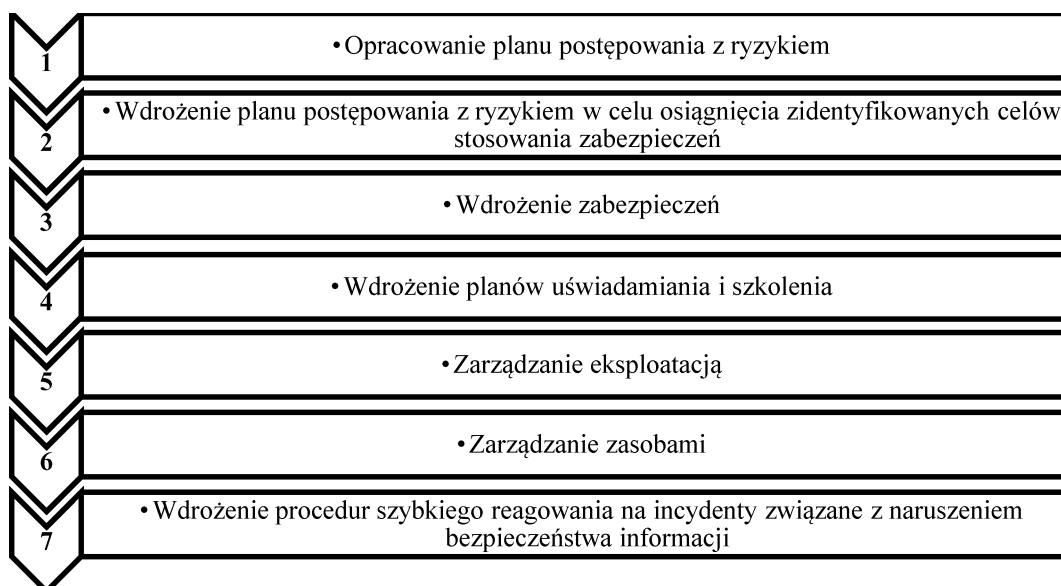 1
• Opracowanie planu postępowania z ryzykiem
2
• Wdrożenie planu postępowania z ryzykiem w celu osiągnięcia zidentyfikowanych celów
stosowania zabezpieczeń
3
• Wdrożenie zabezpieczeń
4
• Wdrożenie planów uświadamiania i szkolenia
5
• Zarządzanie eksploatacją
6
• Zarządzanie zasobami
7
• Wdrożenie procedur szybkiego reagowania na incydenty związane z naruszeniem
bezpieczeństwa informacji